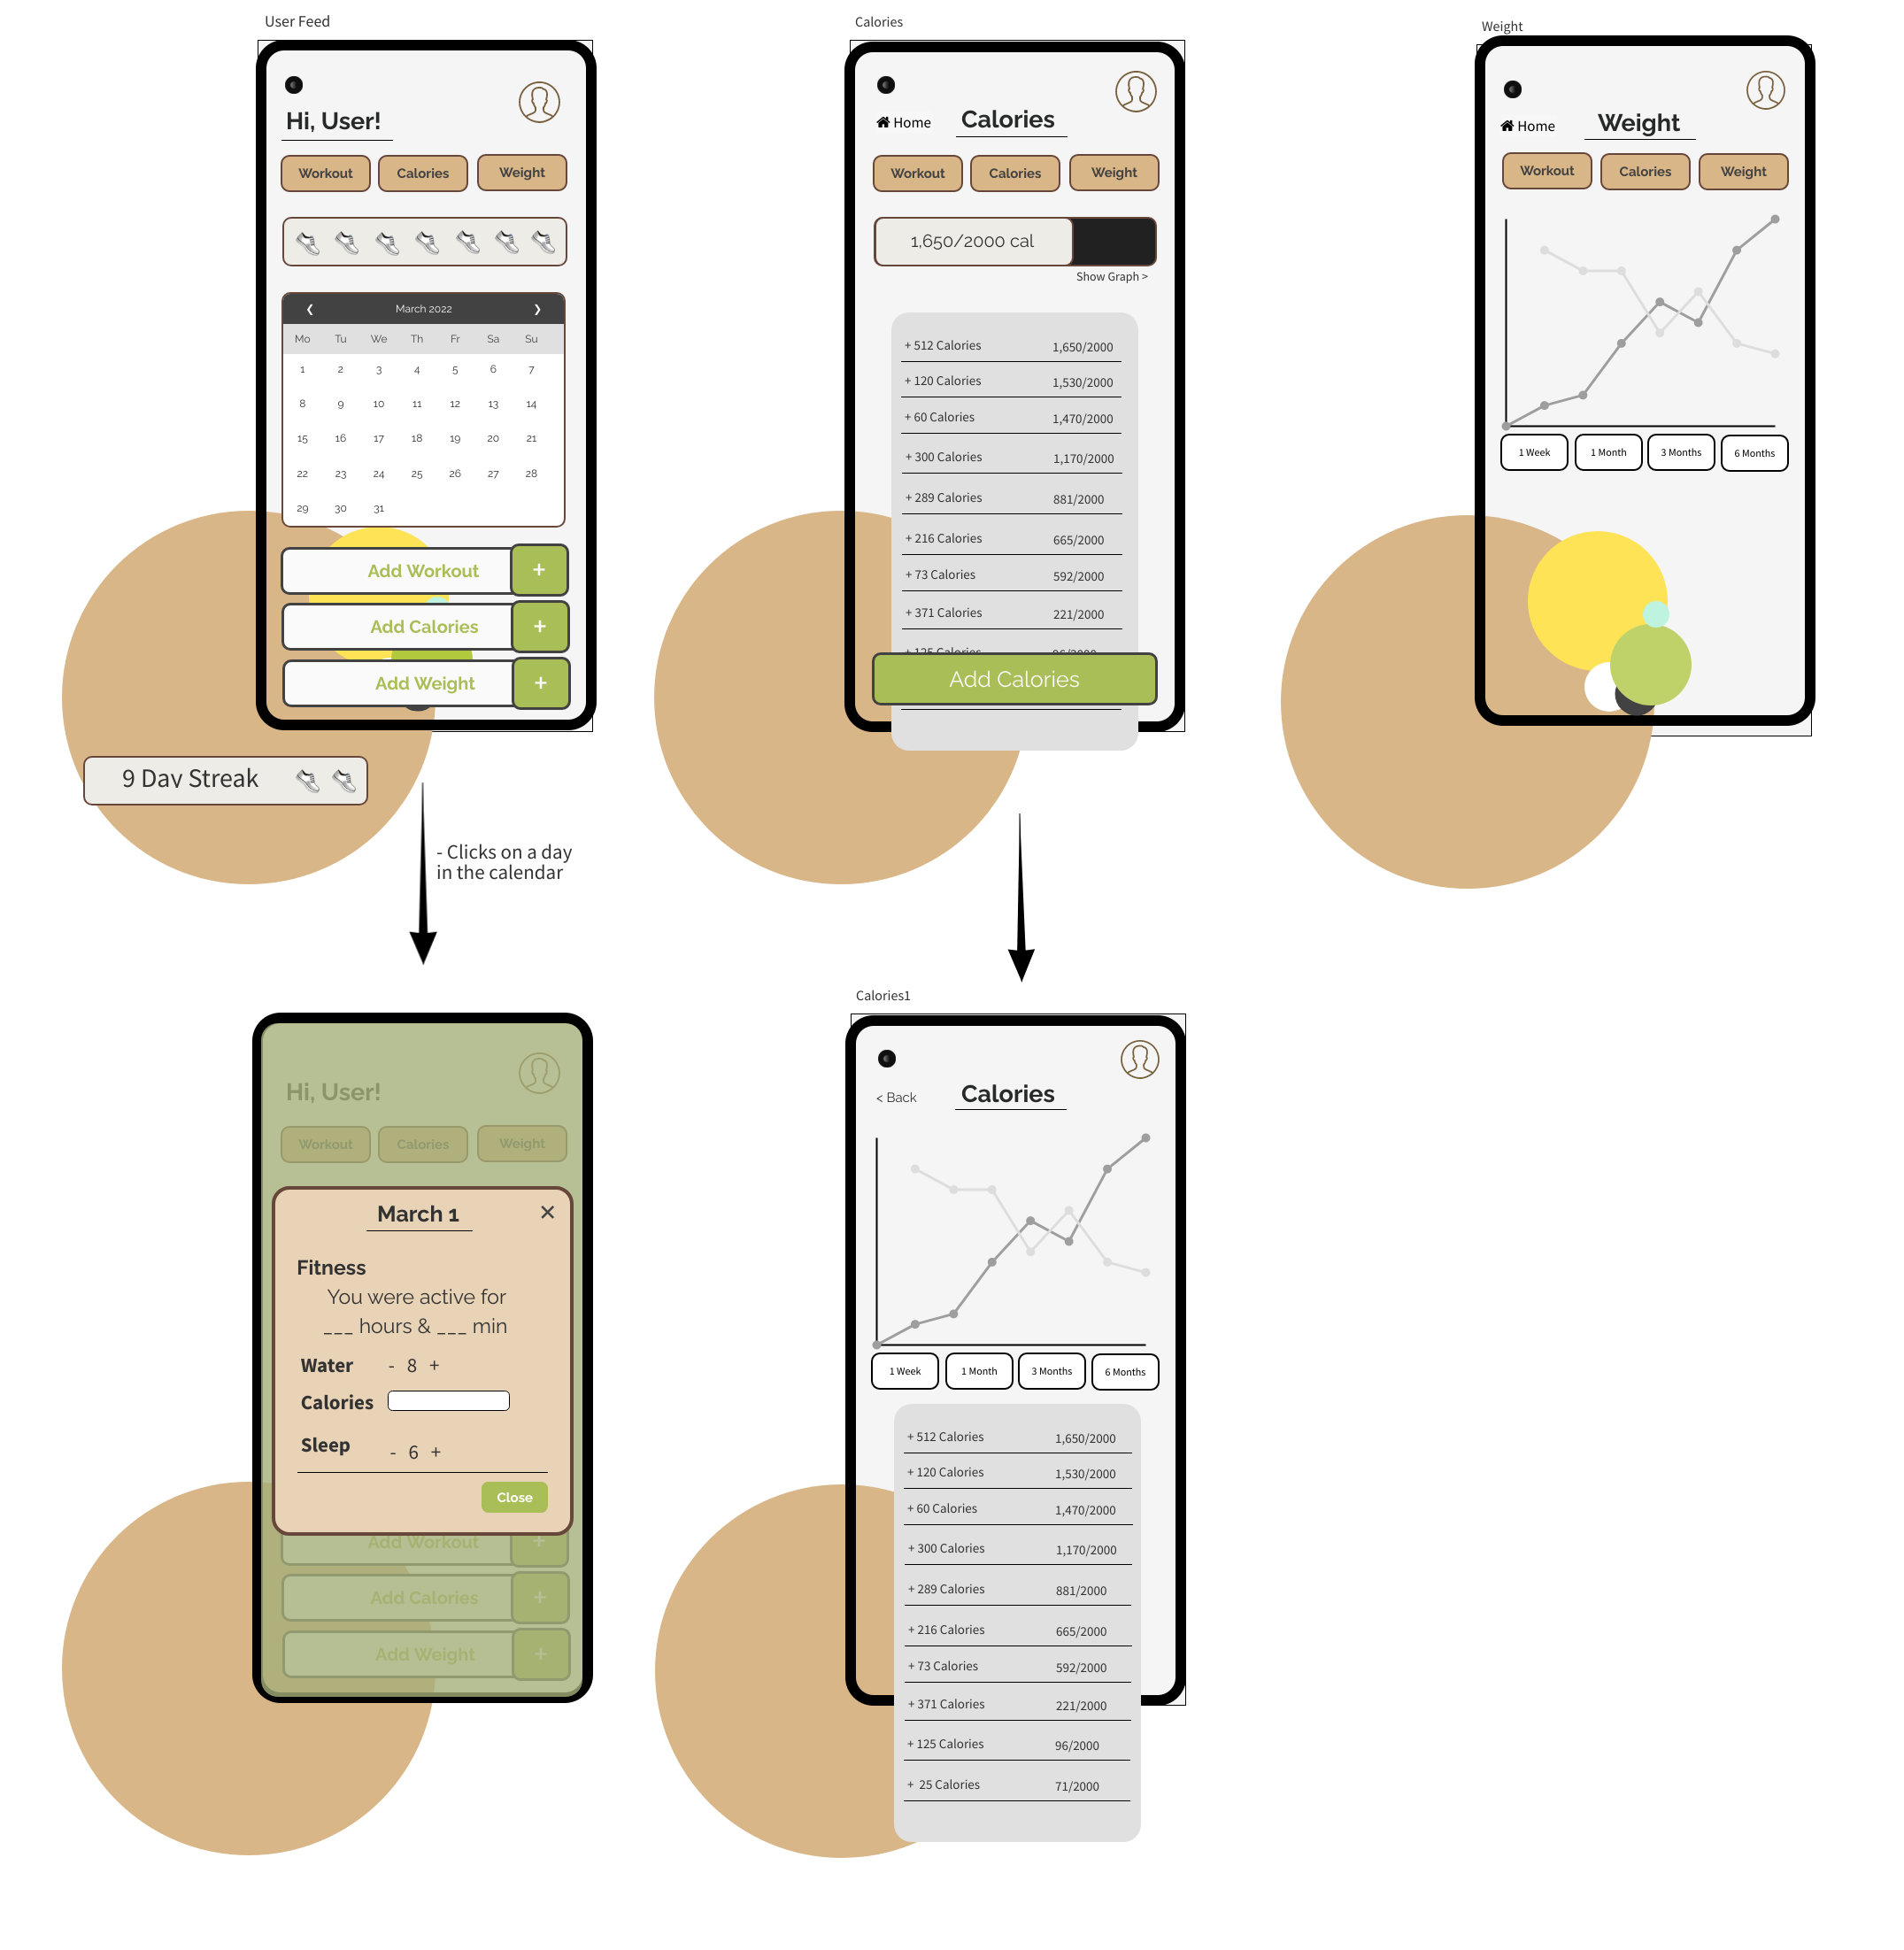 User Feed
Hi, User!
Workout Calories Weight
❮ March 2022 ❯
Mo Tu We Th Fr Sa Su
1 2 3 4 5 6 7
8 9 10 11 12 13 14
15 16 17 18 19 20 21
22 23 24 25 26 27 28
29 30 31
Add Workout +
Add Calories +
Add Weight +
9 Day Streak
- Clicks on a day
in the calendar
Calories
Home Calories
Workout Calories Weight
1,650/2000 cal
Show Graph >
+ 512 Calories 1,650/2000
+ 120 Calories 1,530/2000
+ 60 Calories 1,470/2000
+ 300 Calories 1,170/2000
+ 289 Calories 881/2000
+ 216 Calories 665/2000
+ 73 Calories 592/2000
+ 371 Calories 221/2000
+ 125 Calories 96/2000
Add Calories
Weight
Home Weight
Workout Calories Weight
1 Week 1 Month 3 Months 6 Months
Hi, User!
Workout Calories Weight
March 1 ✕
Fitness
You were active for
___ hours & ___ min
Water - 8 +
Calories
Sleep - 6 +
Close
Add Workout +
Add Calories +
Add Weight +
Calories1
< Back Calories
1 Week 1 Month 3 Months 6 Months
+ 512 Calories 1,650/2000
+ 120 Calories 1,530/2000
+ 60 Calories 1,470/2000
+ 300 Calories 1,170/2000
+ 289 Calories 881/2000
+ 216 Calories 665/2000
+ 73 Calories 592/2000
+ 371 Calories 221/2000
+ 125 Calories 96/2000
+ 25 Calories 71/2000